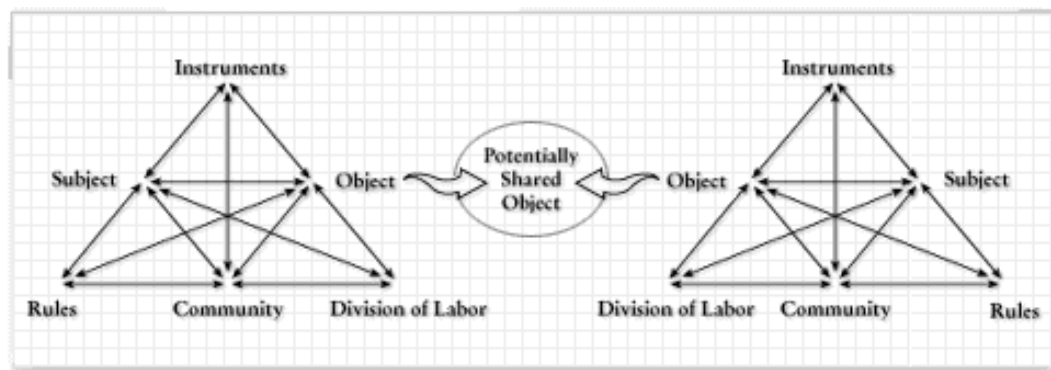 Instruments
Instruments
Subject
Object
Potentially
Shared
Object
Object
Subject
Rules
Community
Division of Labor
Division of Labor
Community
Rules